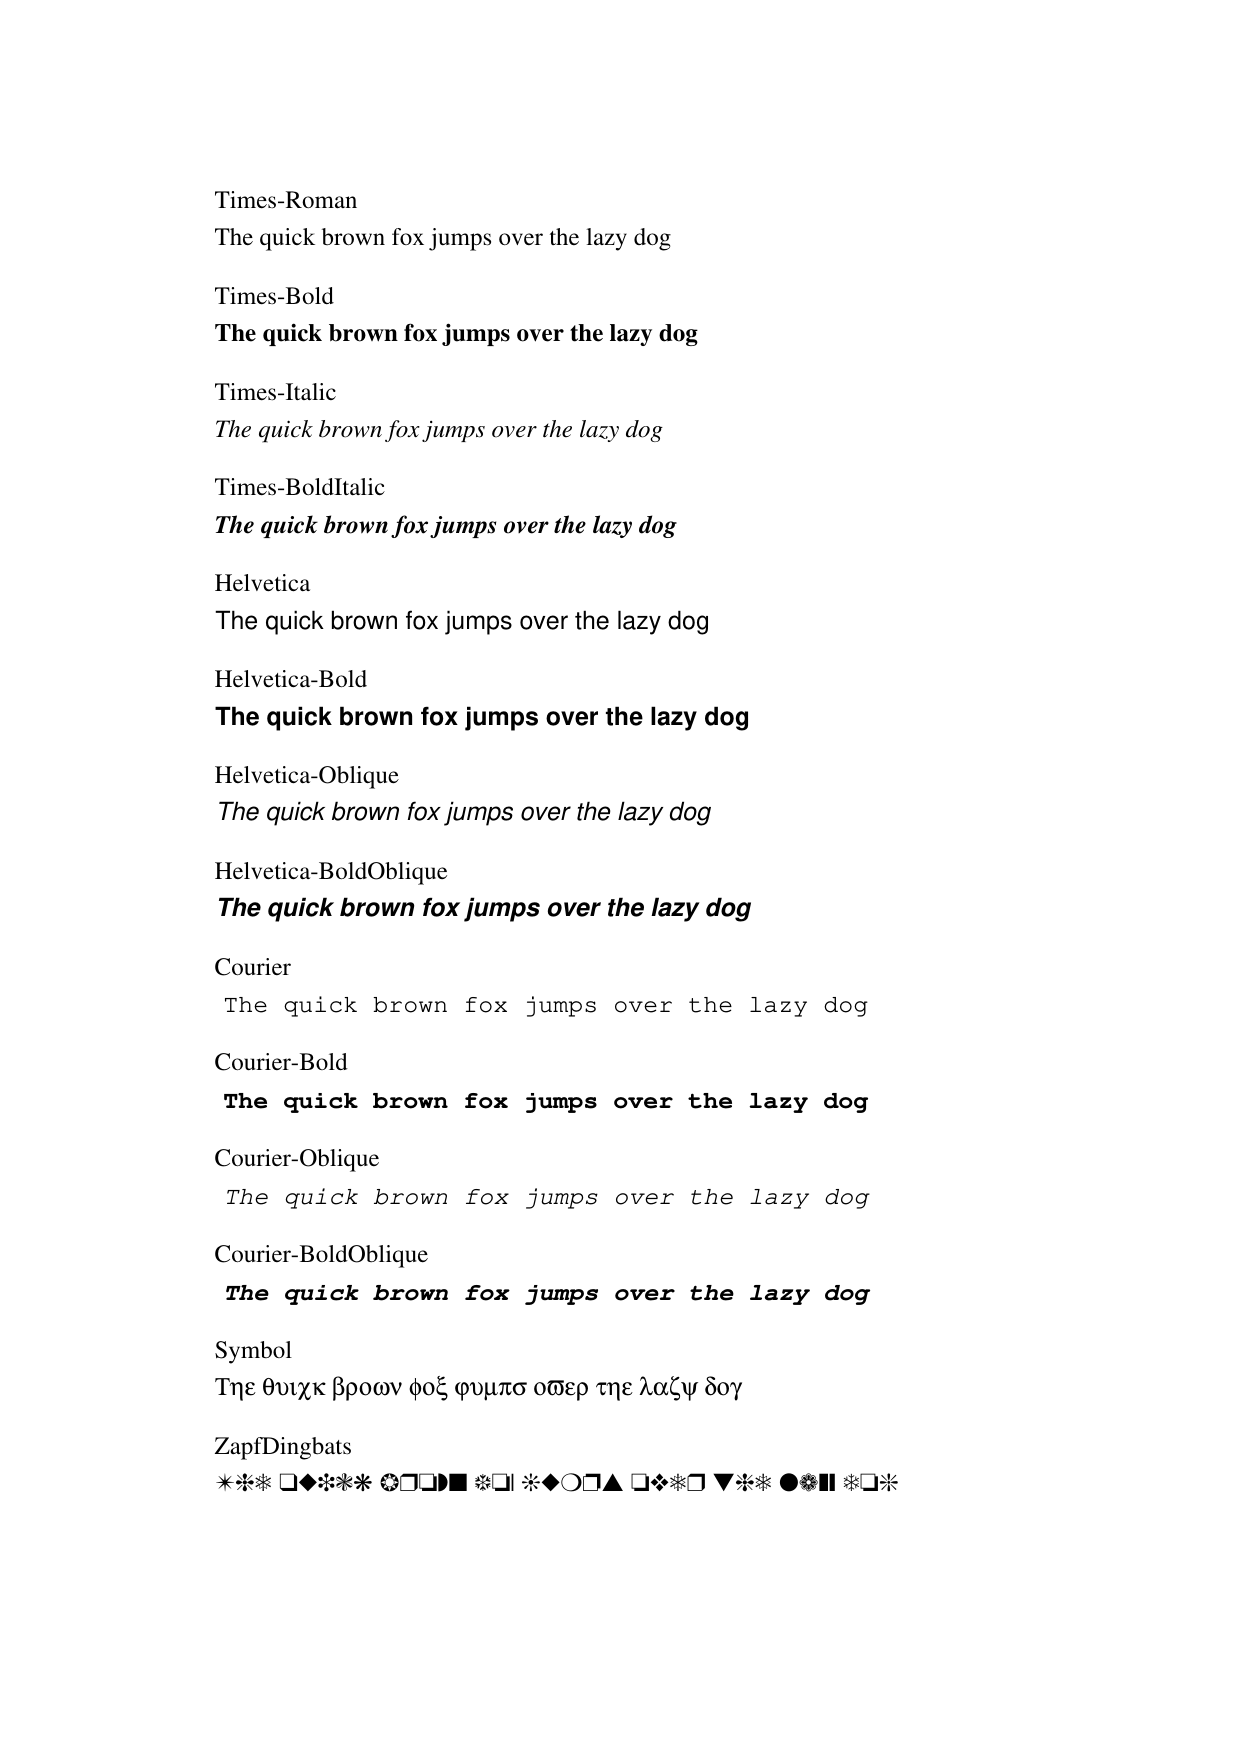 Times-Roman
The quick brown fox jumps over the lazy dog
Times-Bold
The quick brown fox jumps over the lazy dog
Times-Italic
The quick brown fox jumps over the lazy dog
Times-BoldItalic
The quick brown fox jumps over the lazy dog
Helvetica
The quick brown fox jumps over the lazy dog
Helvetica-Bold
The quick brown fox jumps over the lazy dog
Helvetica-Oblique
The quick brown fox jumps over the lazy dog
Helvetica-BoldOblique
The quick brown fox jumps over the lazy dog
Courier
The quick brown fox jumps over the lazy dog
Courier-Bold
The quick brown fox jumps over the lazy dog
Courier-Oblique
The quick brown fox jumps over the lazy dog
Courier-BoldOblique
The quick brown fox jumps over the lazy dog
Symbol
Τηε θυιχκ βροων φοξ ϕυμπσ οϖερ τηε λαζψ δογ
ZapfDingbats
✴❉❅ ❑◆❉❃❋ ❂❒❏◗■ ❆❏❘ ❊◆❍❐▲ ❏❖❅❒ ▼❈❅ ●❁❚❙ ❄❏❇